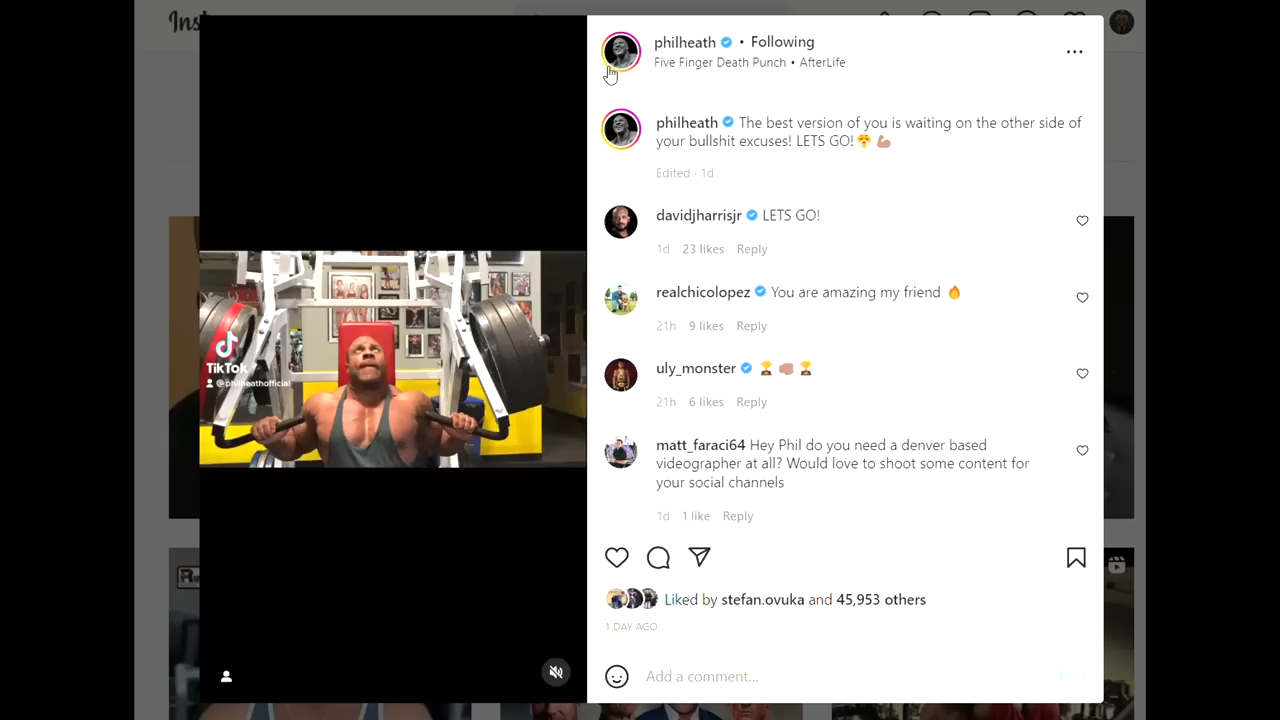 Ins
philheath • Following
Five Finger Death Punch • AfterLife
philheath The best version of you is waiting on the other side of
your bullshit excuses! LETS GO!😤 💪🏽
Edited · 1d
davidjharrisjr LETS GO!
1d 23 likes Reply
realchicolopez You are amazing my friend 🔥
21h 9 likes Reply
uly_monster 🏆 👊🏽 🏆
21h 6 likes Reply
matt_faraci64 Hey Phil do you need a denver based
videographer at all? Would love to shoot some content for
your social channels
1d 1 like Reply
Liked by stefan.ovuka and 45,953 others
1 DAY AGO
Add a comment...
Post
TikTok
@philheathofficial